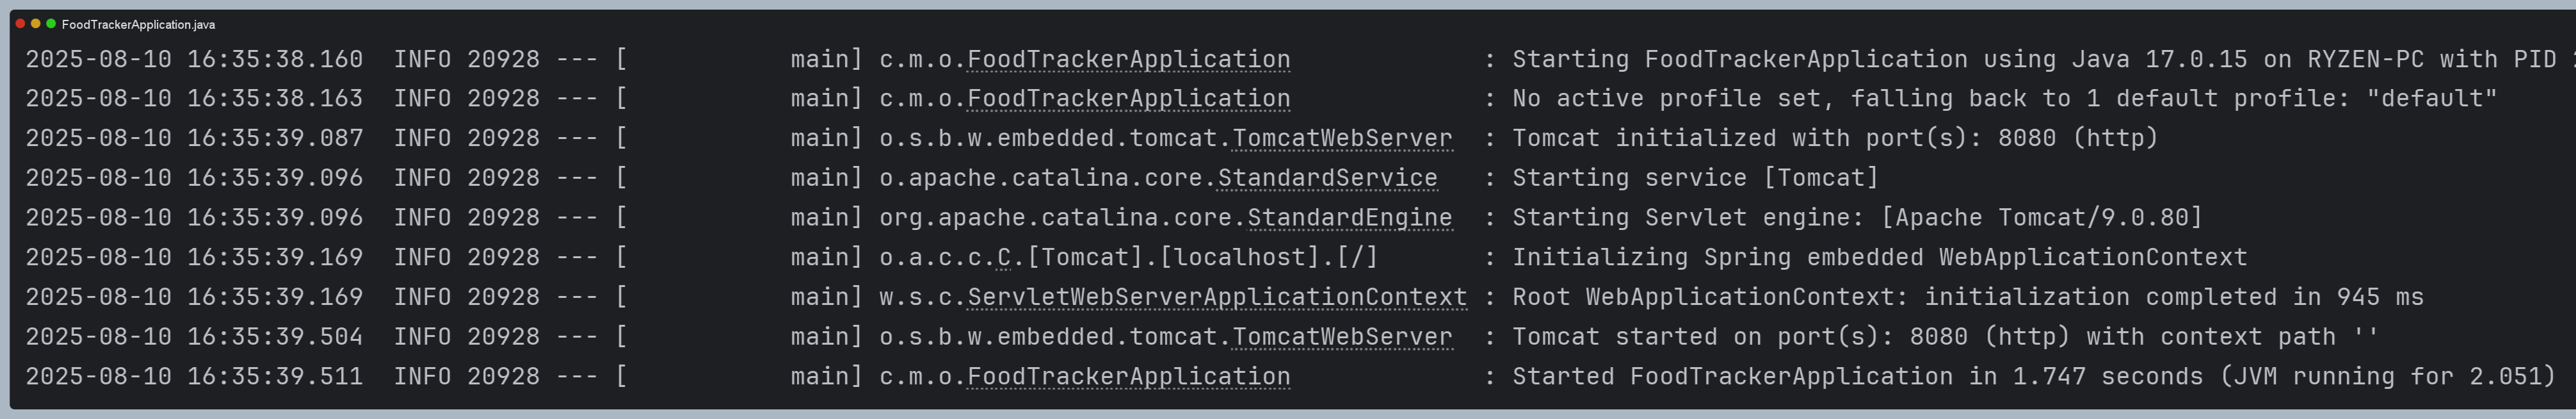 FoodTrackerApplication.java
2025-08-10 16:35:38.160  INFO 20928 --- [           main] c.m.o.FoodTrackerApplication             : Starting FoodTrackerApplication using Java 17.0.15 on RYZEN-PC with PID
2025-08-10 16:35:38.163  INFO 20928 --- [           main] c.m.o.FoodTrackerApplication             : No active profile set, falling back to 1 default profile: "default"
2025-08-10 16:35:39.087  INFO 20928 --- [           main] o.s.b.w.embedded.tomcat.TomcatWebServer  : Tomcat initialized with port(s): 8080 (http)
2025-08-10 16:35:39.096  INFO 20928 --- [           main] o.apache.catalina.core.StandardService   : Starting service [Tomcat]
2025-08-10 16:35:39.096  INFO 20928 --- [           main] org.apache.catalina.core.StandardEngine  : Starting Servlet engine: [Apache Tomcat/9.0.80]
2025-08-10 16:35:39.169  INFO 20928 --- [           main] o.a.c.c.C.[Tomcat].[localhost].[/]       : Initializing Spring embedded WebApplicationContext
2025-08-10 16:35:39.169  INFO 20928 --- [           main] w.s.c.ServletWebServerApplicationContext : Root WebApplicationContext: initialization completed in 945 ms
2025-08-10 16:35:39.504  INFO 20928 --- [           main] o.s.b.w.embedded.tomcat.TomcatWebServer  : Tomcat started on port(s): 8080 (http) with context path ''
2025-08-10 16:35:39.511  INFO 20928 --- [           main] c.m.o.FoodTrackerApplication             : Started FoodTrackerApplication in 1.747 seconds (JVM running for 2.051)